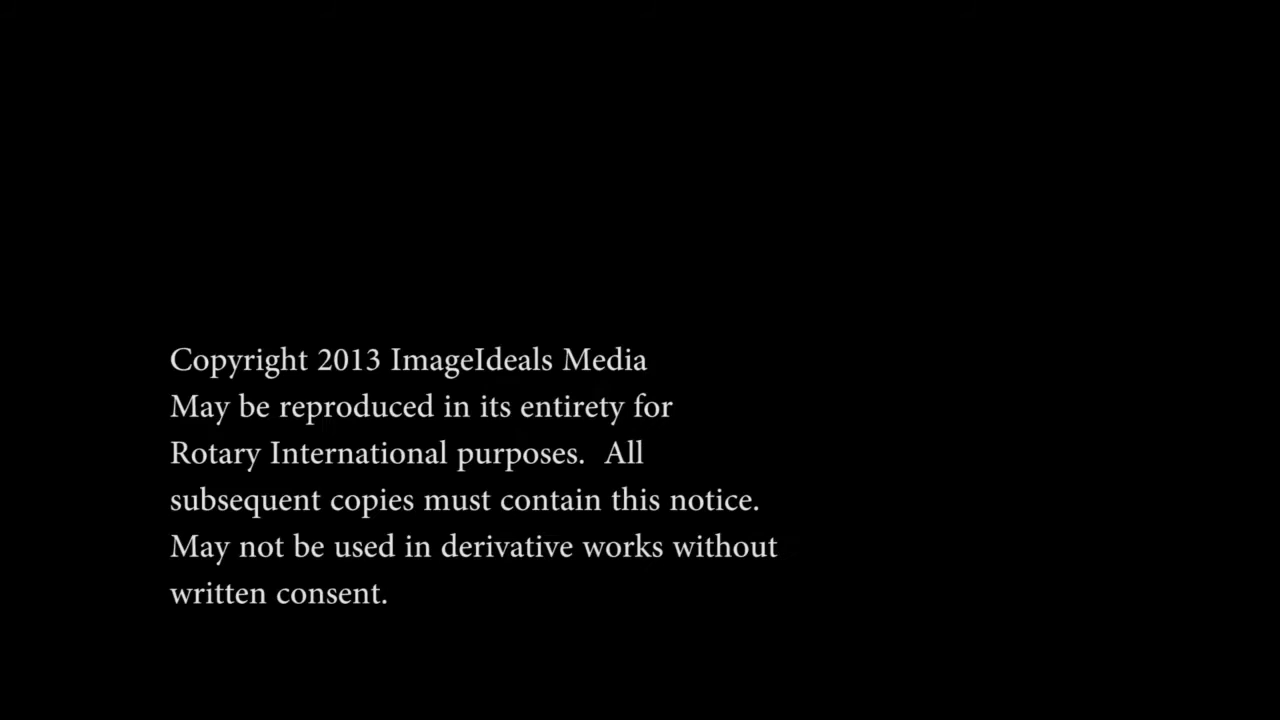 Copyright 2013 ImageIdeals Media
May be reproduced in its entirety for
Rotary International purposes.  All
subsequent copies must contain this notice.
May not be used in derivative works without
written consent.